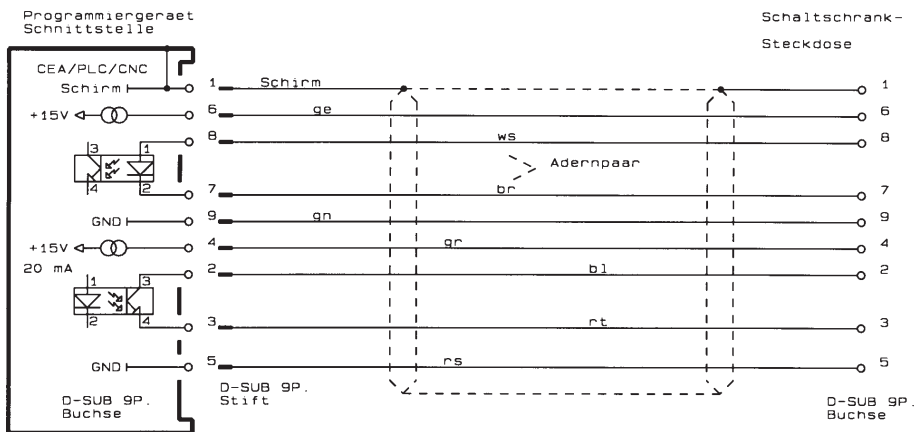 Programmiergeraet
Schnittstelle
Schaltschrank-
Steckdose
CEA/PLC/CNC
Schirm 1 Schirm 1
+15V 6 ge 6
8 ws 8
3 1
4 2
Adernpaar
7 br 7
GND 9 gn 9
+15V 4 gr 4
20 mA 2 bl 2
1 3
2 4
3 rt 3
GND 5 rs 5
D-SUB 9P.
Buchse
D-SUB 9P.
Stift
D-SUB 9P.
Buchse